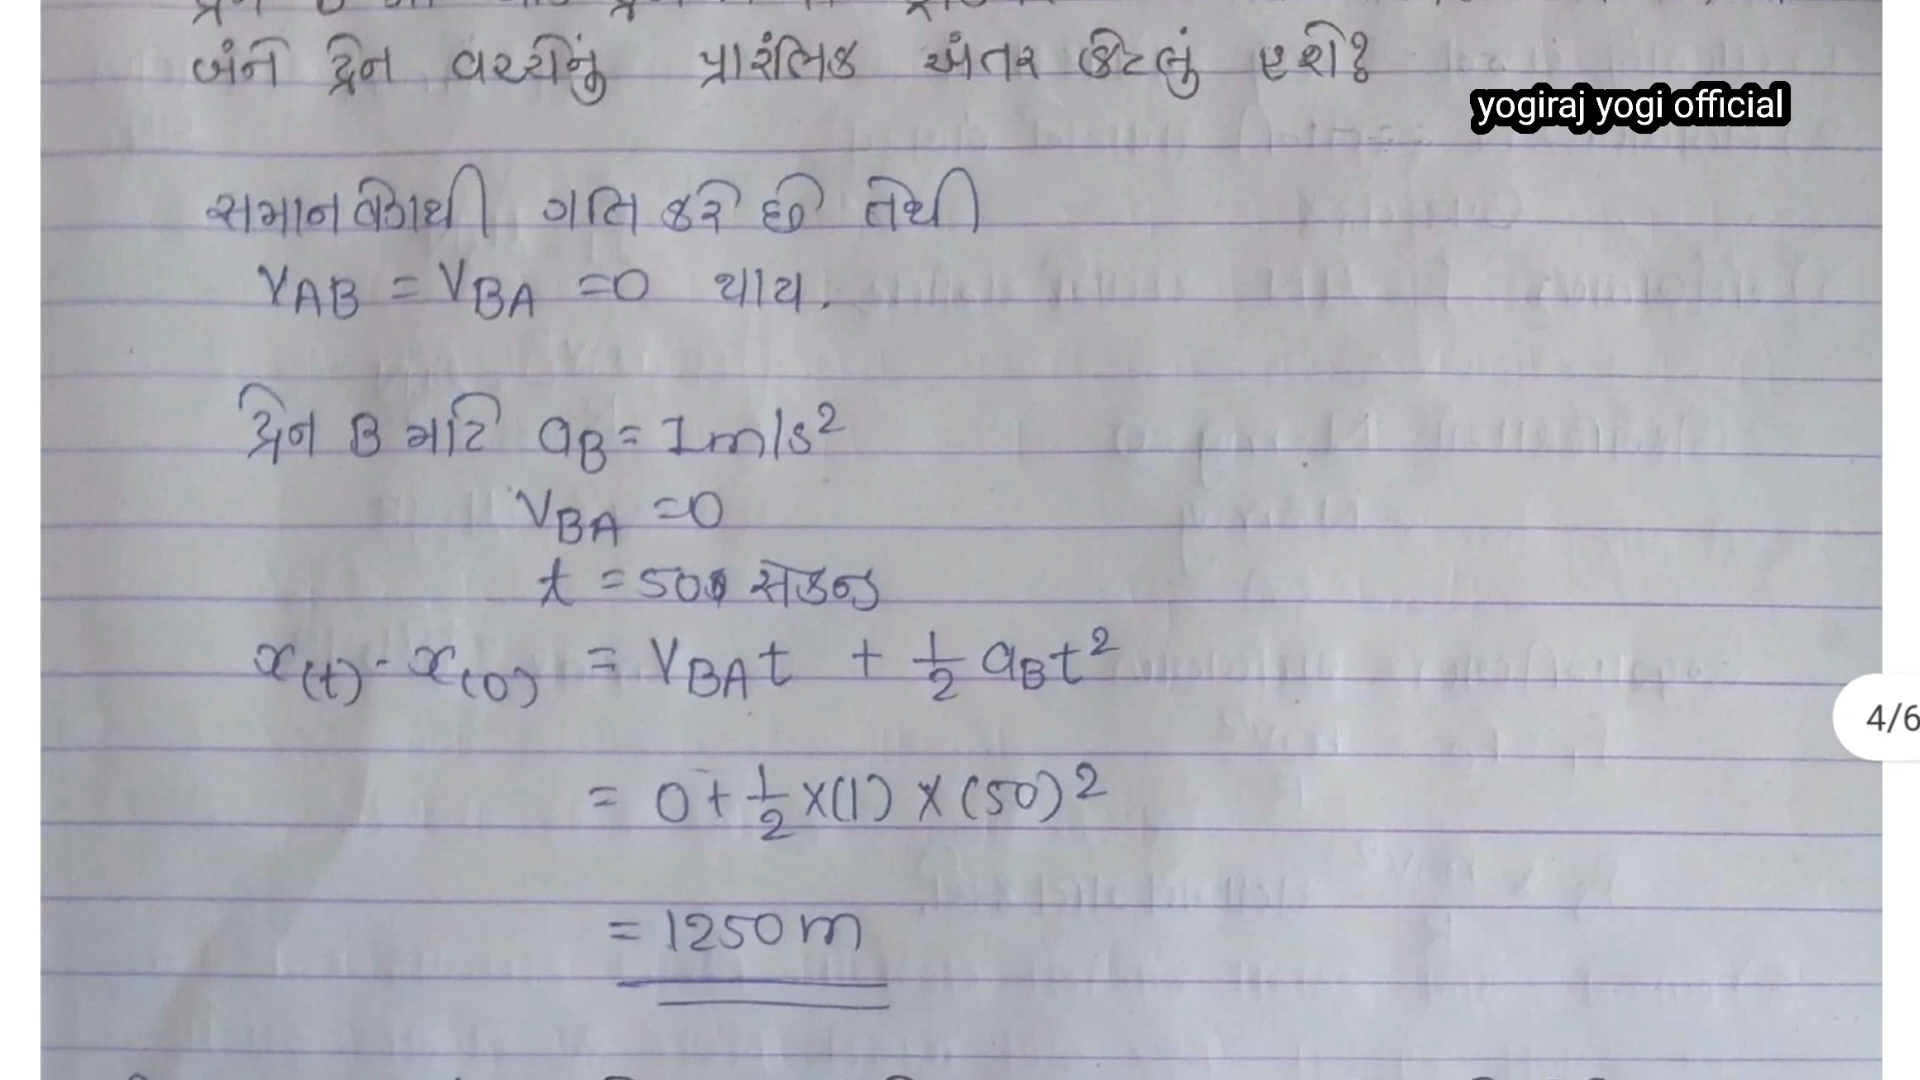 બંને ટ્રેન વચ્ચેનું પ્રારંભિક અંતર કેટલું હશે?
yogiraj yogi official
સમાન વેગથી ગતિ કરે છે તેથી
VAB = VBA = 0 થાય.
ટ્રેન B માટે aB = 1 m/s²
VBA = 0
t = 50 સેકન્ડ
x(t) - x(0) = VBA t + 1/2 aB t²
4/6
= 0 + 1/2 × (1) × (50)²
= 1250 m